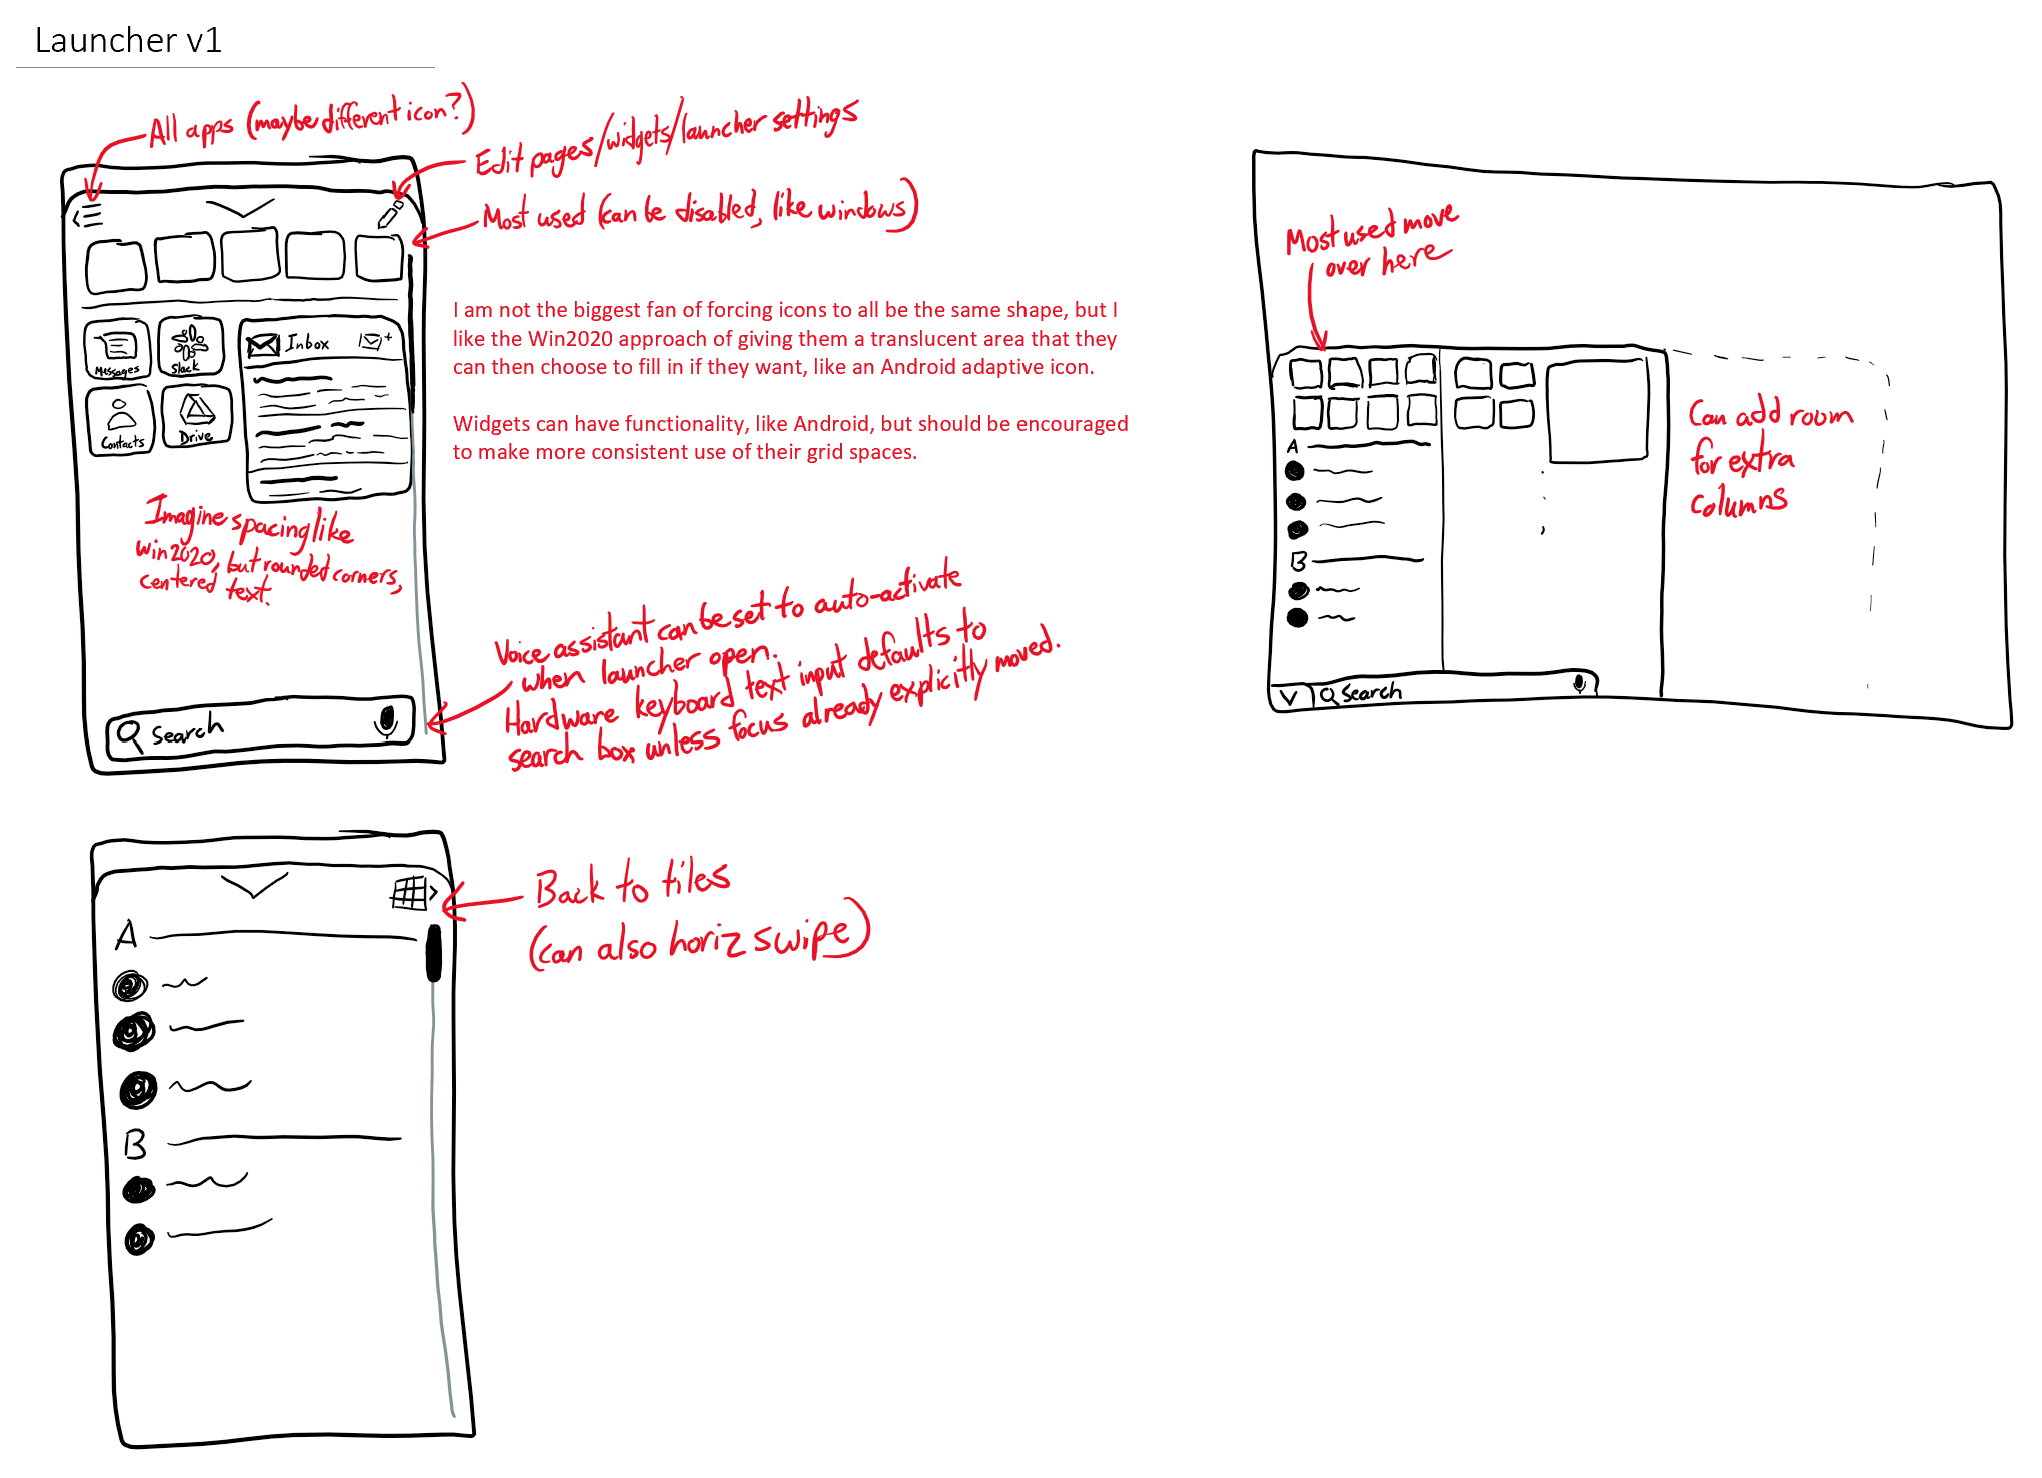 Launcher v1
All apps (maybe different icon?)
Edit pages/widgets/launcher settings
Most used (can be disabled, like windows)
Messages
Slack
Contacts
Drive
Inbox
I am not the biggest fan of forcing icons to all be the same shape, but I
like the Win2020 approach of giving them a translucent area that they
can then choose to fill in if they want, like an Android adaptive icon.
Widgets can have functionality, like Android, but should be encouraged
to make more consistent use of their grid spaces.
Imagine spacing like
win2020, but rounded corners,
centered text.
Voice assistant can be set to auto-activate
when launcher open.
Hardware keyboard text input defaults to
search box unless focus already explicitly moved.
Search
Back to tiles
(can also horiz swipe)
A
B
Most used move
over here
A
B
Search
Can add room
for extra
columns